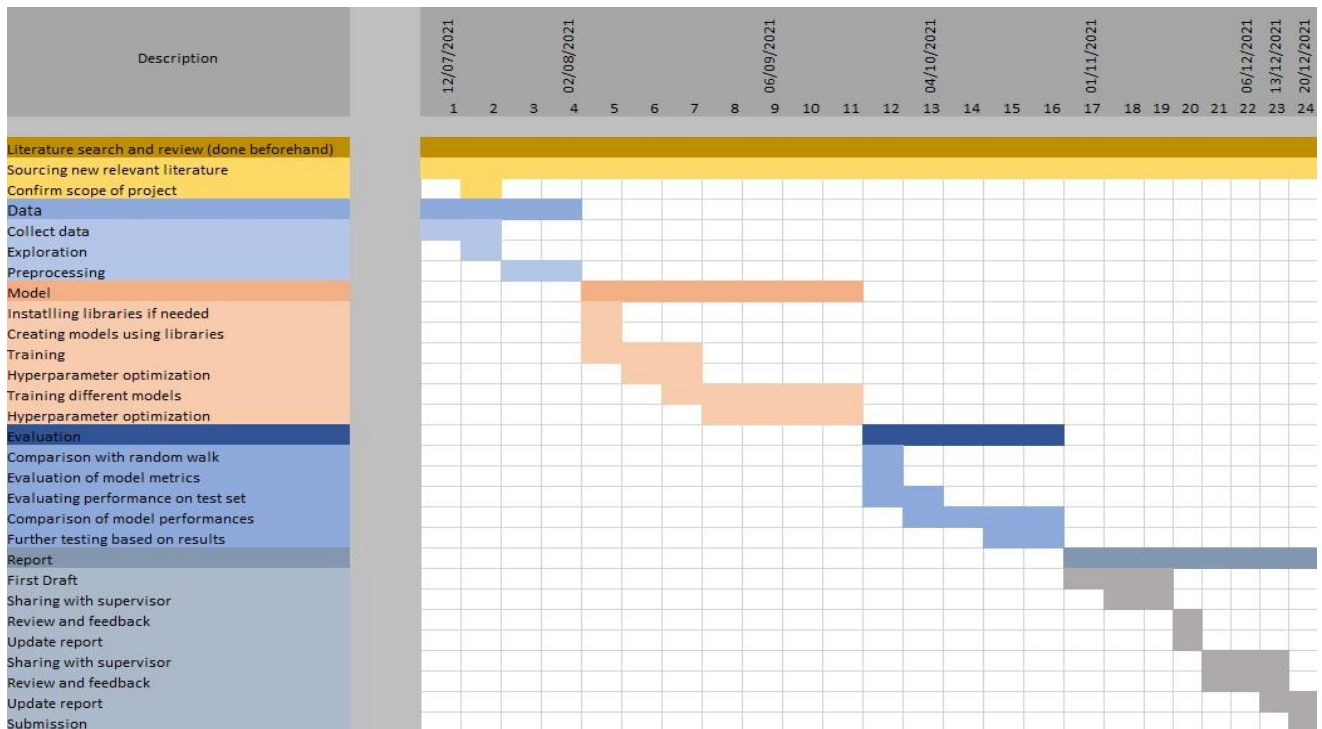 Description
12/07/2021 02/08/2021 06/09/2021 04/10/2021 01/11/2021 06/12/2021 13/12/2021 20/12/2021
1 2 3 4 5 6 7 8 9 10 11 12 13 14 15 16 17 18 19 20 21 22 23 24
Literature search and review (done beforehand)
Sourcing new relevant literature
Confirm scope of project
Data
Collect data
Exploration
Preprocessing
Model
Instatlling libraries if needed
Creating models using libraries
Training
Hyperparameter optimization
Training different models
Hyperparameter optimization
Evaluation
Comparison with random walk
Evaluation of model metrics
Evaluating performance on test set
Comparison of model performances
Further testing based on results
Report
First Draft
Sharing with supervisor
Review and feedback
Update report
Sharing with supervisor
Review and feedback
Update report
Submission